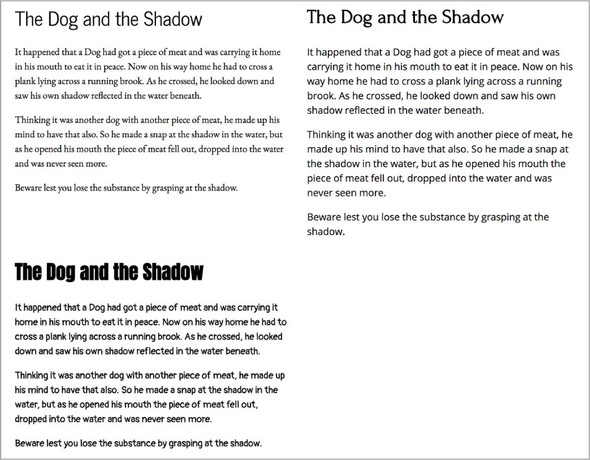 The Dog and the Shadow
It happened that a Dog had got a piece of meat and was carrying it home
in his mouth to eat it in peace. Now on his way home he had to cross a
plank lying across a running brook. As he crossed, he looked down and
saw his own shadow reflected in the water beneath.
Thinking it was another dog with another piece of meat, he made up his
mind to have that also. So he made a snap at the shadow in the water, but
as he opened his mouth the piece of meat fell out, dropped into the water
and was never seen more.
Beware lest you lose the substance by grasping at the shadow.
The Dog and the Shadow
It happened that a Dog had got a piece of meat and was
carrying it home in his mouth to eat it in peace. Now on his
way home he had to cross a plank lying across a running
brook. As he crossed, he looked down and saw his own
shadow reflected in the water beneath.
Thinking it was another dog with another piece of meat, he
made up his mind to have that also. So he made a snap at
the shadow in the water, but as he opened his mouth the
piece of meat fell out, dropped into the water and was
never seen more.
Beware lest you lose the substance by grasping at the
shadow.
The Dog and the Shadow
It happened that a Dog had got a piece of meat and was carrying it
home in his mouth to eat it in peace. Now on his way home he had to
cross a plank lying across a running brook. As he crossed, he looked
down and saw his own shadow reflected in the water beneath.
Thinking it was another dog with another piece of meat, he made up
his mind to have that also. So he made a snap at the shadow in the
water, but as he opened his mouth the piece of meat fell out,
dropped into the water and was never seen more.
Beware lest you lose the substance by grasping at the shadow.